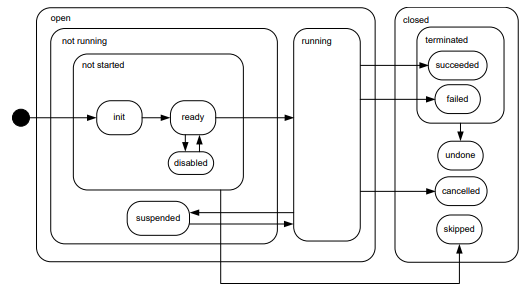 open
not running
not started
init
ready
disabled
suspended
running
closed
terminated
succeeded
failed
undone
cancelled
skipped